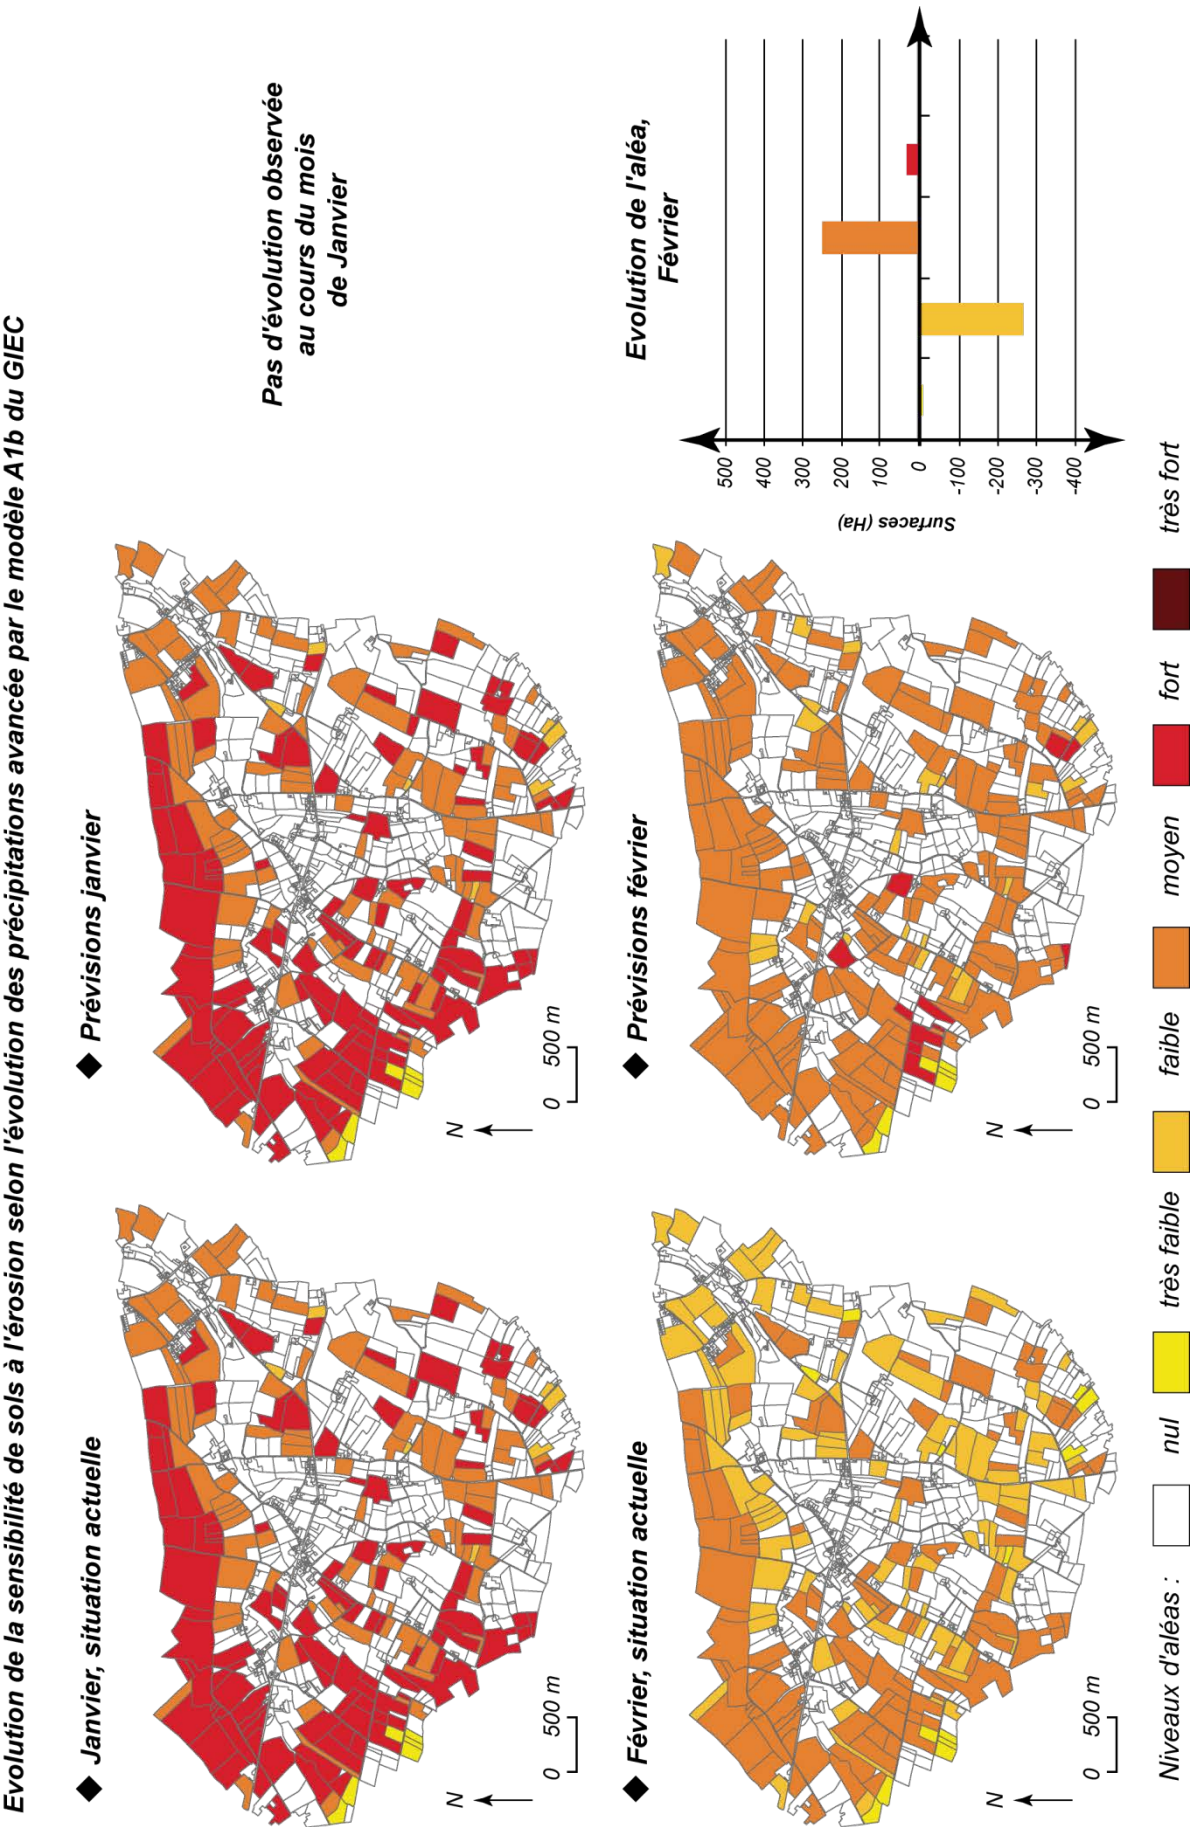 Evolution de la sensibilité de sols à l'érosion selon l'évolution des précipitations avancée par le modèle A1b du GIEC
◆ Janvier, situation actuelle
N
0 500 m
◆ Prévisions janvier
N
0 500 m
Pas d'évolution observée
au cours du mois
de Janvier
◆ Février, situation actuelle
N
0 500 m
◆ Prévisions février
N
0 500 m
Evolution de l'aléa,
Février
Surfaces (Ha)
500
400
300
200
100
0
-100
-200
-300
-400
Niveaux d'aléas : nul très faible faible moyen fort très fort